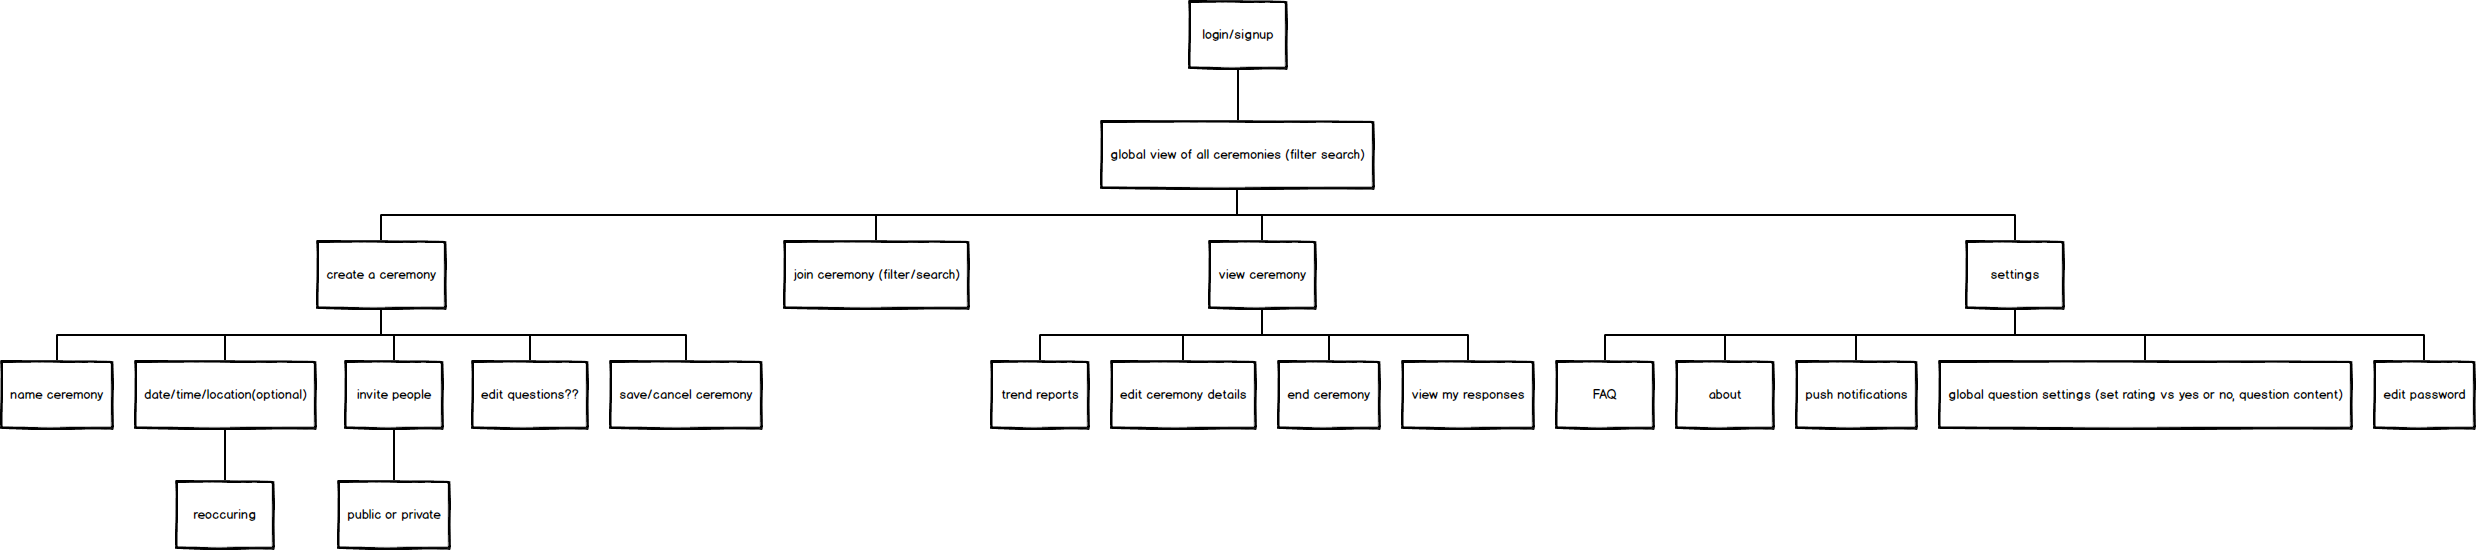 login/signup
global view of all ceremonies (filter search)
create a ceremony
join ceremony (filter/search)
view ceremony
settings
name ceremony
date/time/location(optional)
invite people
edit questions??
save/cancel ceremony
trend reports
edit ceremony details
end ceremony
view my responses
FAQ
about
push notifications
global question settings (set rating vs yes or no, question content)
edit password
reoccuring
public or private